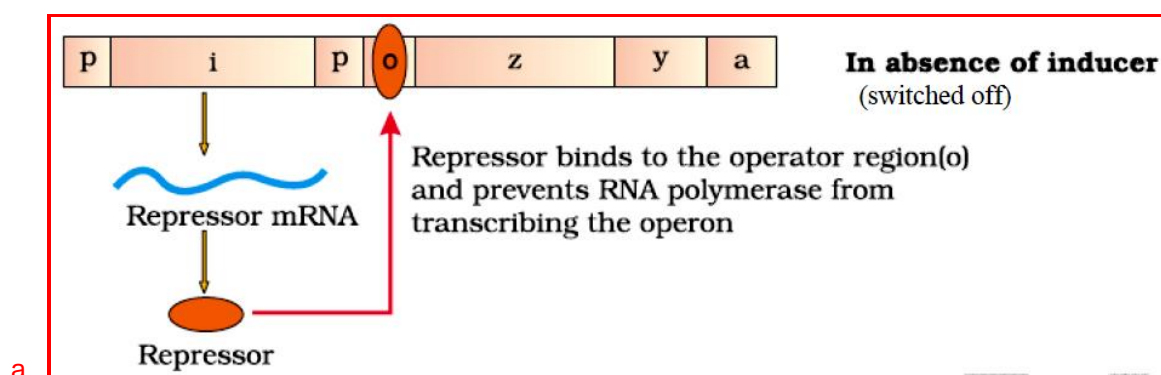 p i p o z y a
In absence of inducer
(switched off)
Repressor binds to the operator region(o)
and prevents RNA polymerase from
transcribing the operon
Repressor mRNA
Repressor
a